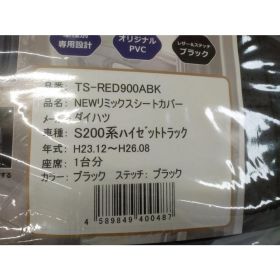 専用設計
オリジナル
PVC
レザー&ステッチ
ブラック
品番: TS-RED900ABK
品名: NEWリミックスシートカバー
メーカー: ダイハツ
車種: S200系ハイゼットトラック
年式: H23.12～H26.08
座席: 1台分
カラー: ブラック ステッチ: ブラック
4 589849 400487